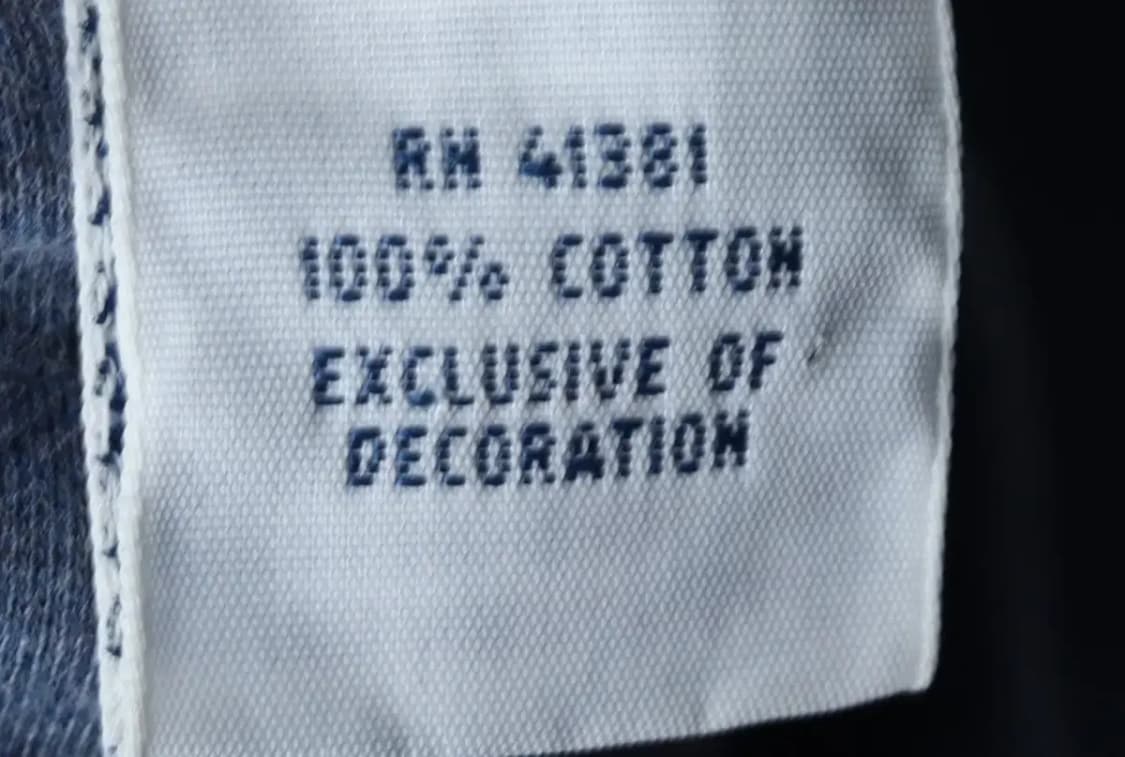 RN 41381
100% COTTON
EXCLUSIVE OF
DECORATION